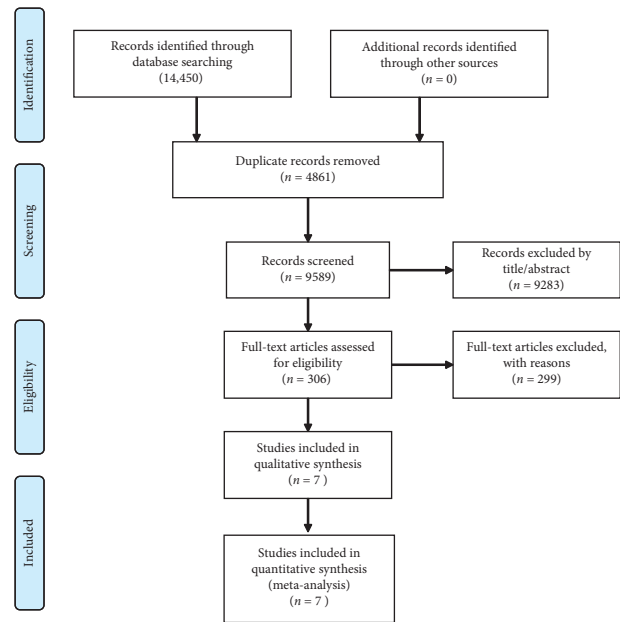 Identification
Records identified through
database searching
(14,450)
Additional records identified
through other sources
(n = 0)
Duplicate records removed
(n = 4861)
Screening
Records screened
(n = 9589)
Records excluded by
title/abstract
(n = 9283)
Eligibility
Full-text articles assessed
for eligibility
(n = 306)
Full-text articles excluded,
with reasons
(n = 299)
Studies included in
qualitative synthesis
(n = 7 )
Included
Studies included in
quantitative synthesis
(meta-analysis)
(n = 7 )